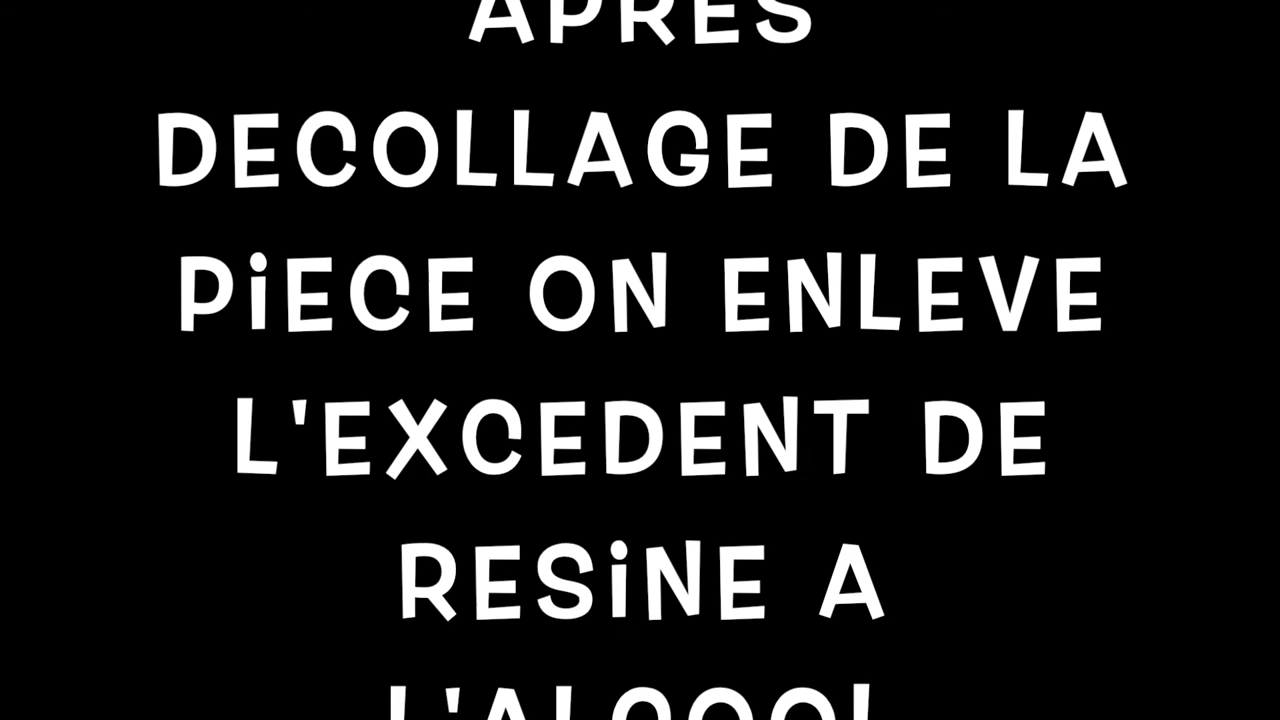 APRES
DECOLLAGE DE LA
PiECE ON ENLEVE
L'EXCEDENT DE
RESiNE A
L'ALCOOL